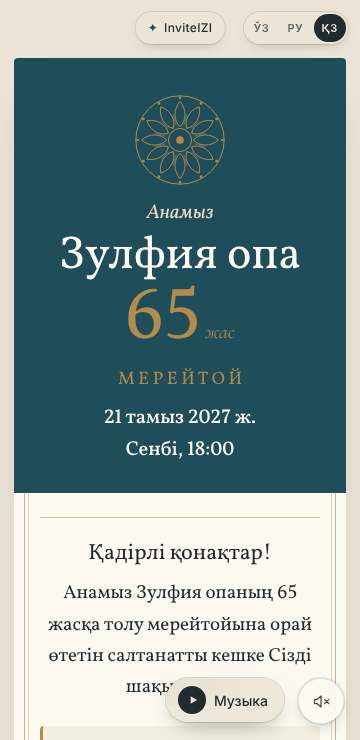 InviteIZI
ЎЗ РУ ҚЗ
Анамыз
Зулфия опа
65 жас
МЕРЕЙТОЙ
21 тамыз 2027 ж.
Сенбі, 18:00
Қадірлі қонақтар!
Анамыз Зулфия опаның 65
жасқа толу мерейтойына орай
өтетін салтанатты кешке Сізді
Музыка